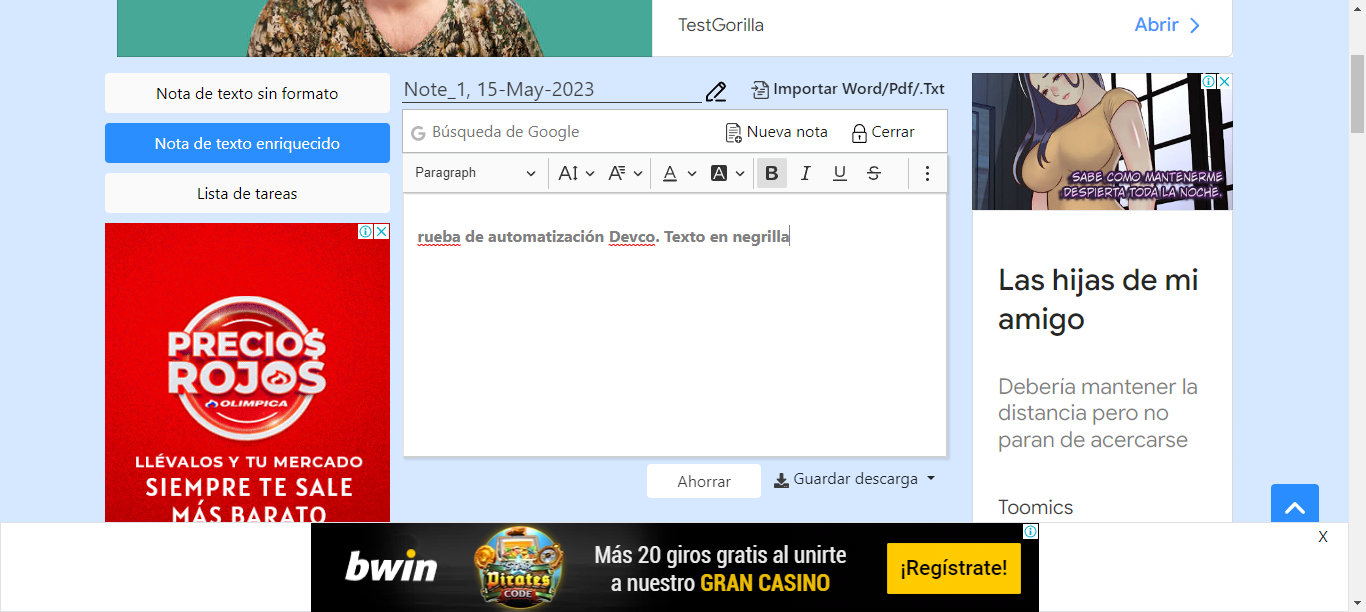 TestGorilla
Abrir
Nota de texto sin formato
Nota de texto enriquecido
Lista de tareas
PRECIO$
ROJOS
OLIMPICA
LLÉVALOS Y TU MERCADO
SIEMPRE TE SALE
MÁS BARATO
Note_1, 15-May-2023
Importar Word/Pdf/.Txt
Búsqueda de Google
Nueva nota
Cerrar
Paragraph
rueba de automatización Devco. Texto en negrilla
Ahorrar
Guardar descarga
SABE CÓMO MANTENERME
DESPIERTA TODA LA NOCHE.
Las hijas de mi
amigo
Debería mantener la
distancia pero no
paran de acercarse
Toomics
X
bwin
Pirates
CODE
Más 20 giros gratis al unirte
a nuestro GRAN CASINO
¡Regístrate!